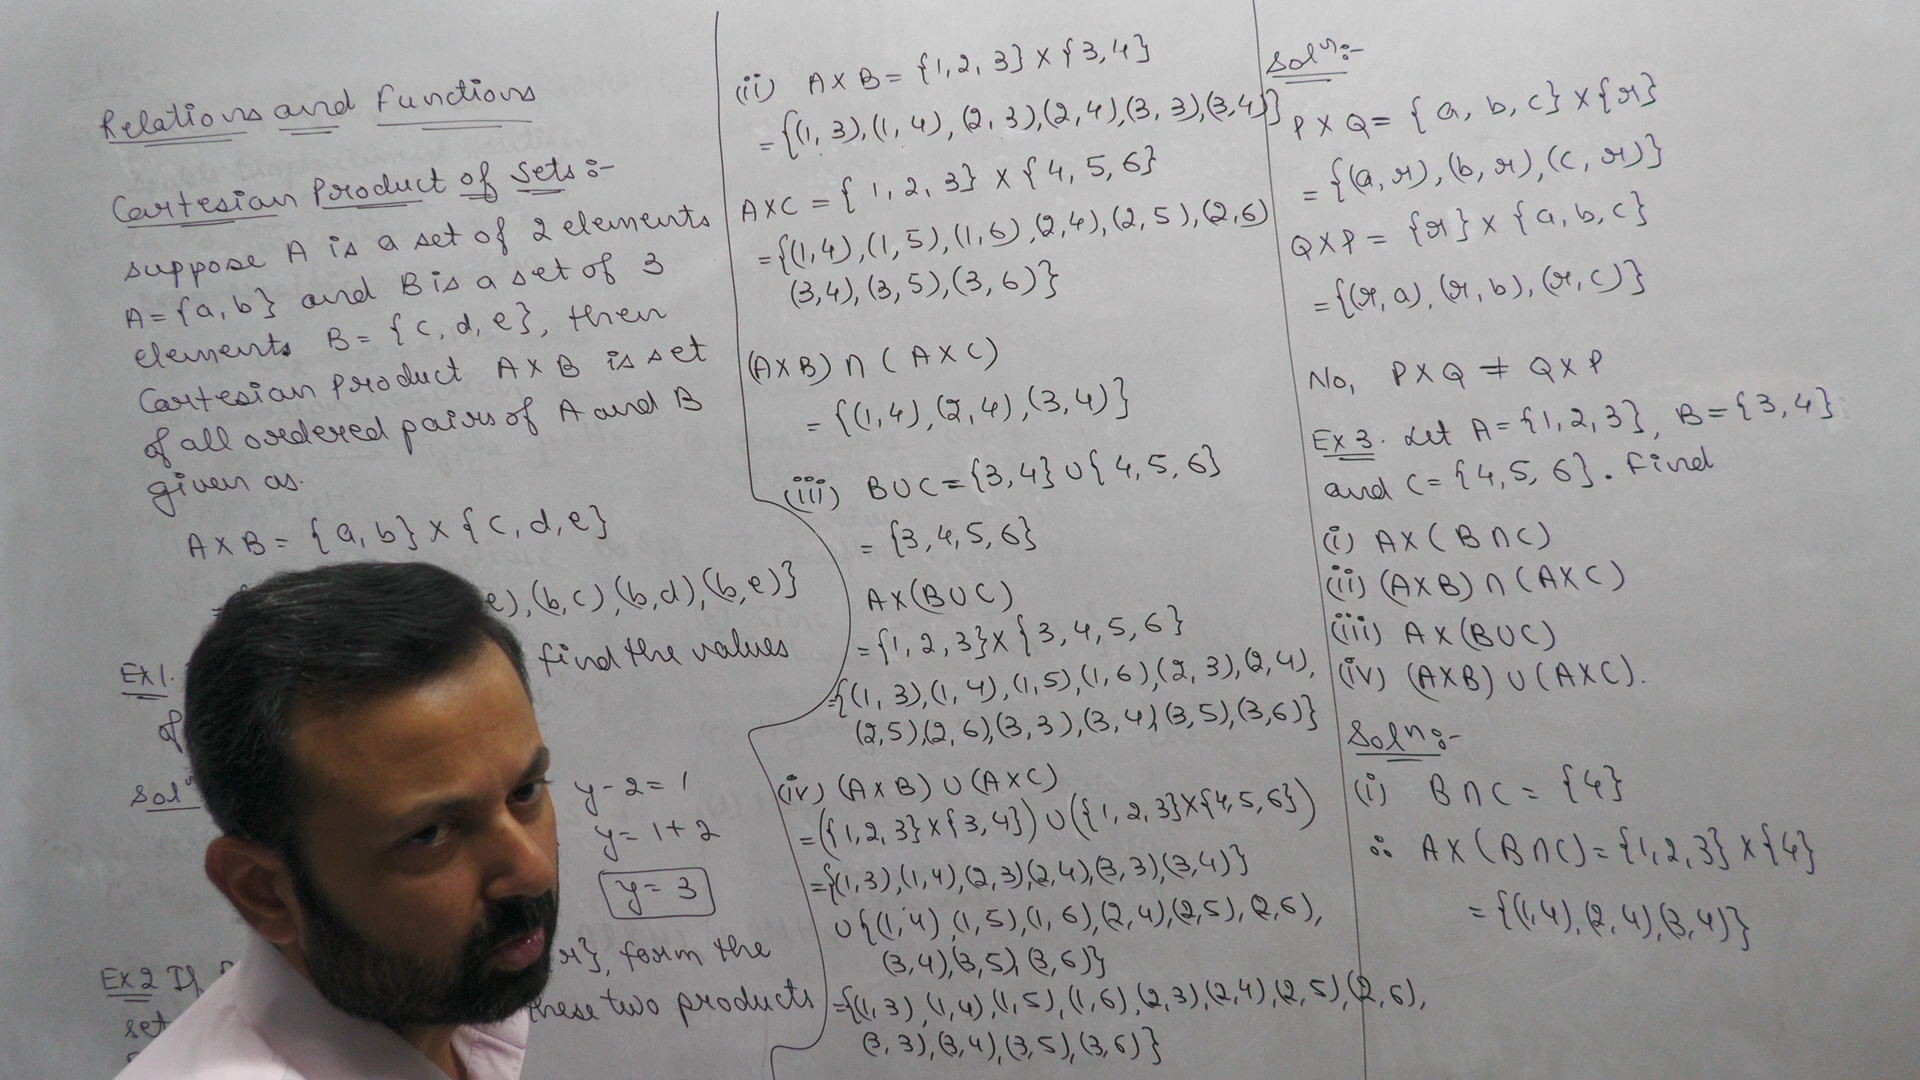 Relations and Functions
Cartesian Product of Sets :-
suppose A is a set of 2 elements
A = {a, b} and B is a set of 3
elements B = {c, d, e}, then
Cartesian product A × B is set
of all ordered pairs of A and B
given as.
A × B = {a, b} × {c, d, e}
e), (b, c), (b, d), (b, e)}
Ex 1. find the values
of
Solⁿ
y - 2 = 1
y = 1 + 2
y = 3
Ex 2 If r}, form the
set these two products
(ii) A × B = {1, 2, 3} × {3, 4}
= {(1, 3), (1, 4), (2, 3), (2, 4), (3, 3), (3, 4)}
A × C = {1, 2, 3} × {4, 5, 6}
= {(1, 4), (1, 5), (1, 6), (2, 4), (2, 5), (2, 6)
(3, 4), (3, 5), (3, 6)}
(A × B) ∩ (A × C)
= {(1, 4), (2, 4), (3, 4)}
(iii) B ∪ C = {3, 4} ∪ {4, 5, 6}
= {3, 4, 5, 6}
A × (B ∪ C)
= {1, 2, 3} × {3, 4, 5, 6}
= {(1, 3), (1, 4), (1, 5), (1, 6), (2, 3), (2, 4),
(2, 5), (2, 6), (3, 3), (3, 4), (3, 5), (3, 6)}
(iv) (A × B) ∪ (A × C)
= ({1, 2, 3} × {3, 4}) ∪ ({1, 2, 3} × {4, 5, 6})
= {(1, 3), (1, 4), (2, 3), (2, 4), (3, 3), (3, 4)}
∪ {(1, 4), (1, 5), (1, 6), (2, 4), (2, 5), (2, 6),
(3, 4), (3, 5), (3, 6)}
= {(1, 3), (1, 4), (1, 5), (1, 6), (2, 3), (2, 4), (2, 5), (2, 6),
(3, 3), (3, 4), (3, 5), (3, 6)}
Solⁿ :-
P × Q = {a, b, c} × {r}
= {(a, r), (b, r), (c, r)}
Q × P = {r} × {a, b, c}
= {(r, a), (r, b), (r, c)}
No, P × Q ≠ Q × P
Ex 3. Let A = {1, 2, 3}, B = {3, 4}
and C = {4, 5, 6}. Find
(i) A × (B ∩ C)
(ii) (A × B) ∩ (A × C)
(iii) A × (B ∪ C)
(iv) (A × B) ∪ (A × C).
Solⁿ :-
(i) B ∩ C = {4}
∴ A × (B ∩ C) = {1, 2, 3} × {4}
= {(1, 4), (2, 4), (3, 4)}